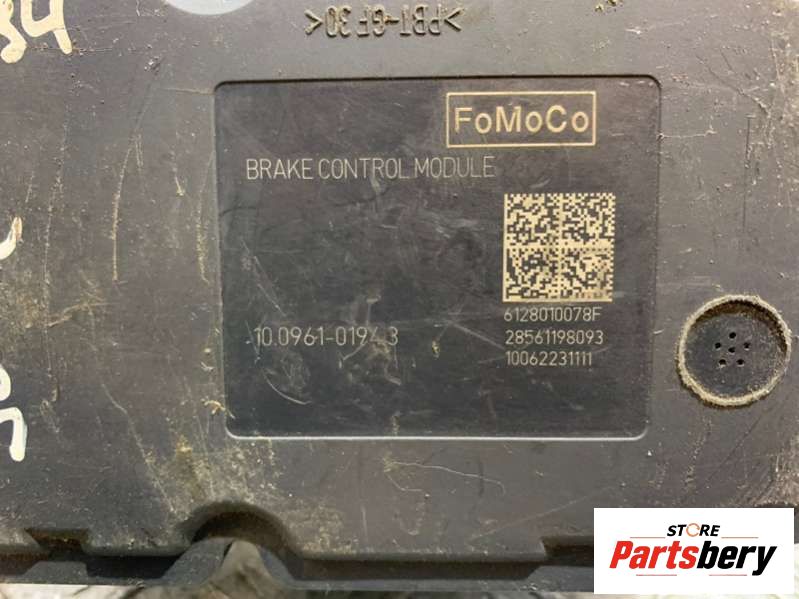 >PBT-GF30<
FoMoCo
BRAKE CONTROL MODULE
6128010078F
10.0961-0194.3
28561198093
10062231111
STORE
Partsbery